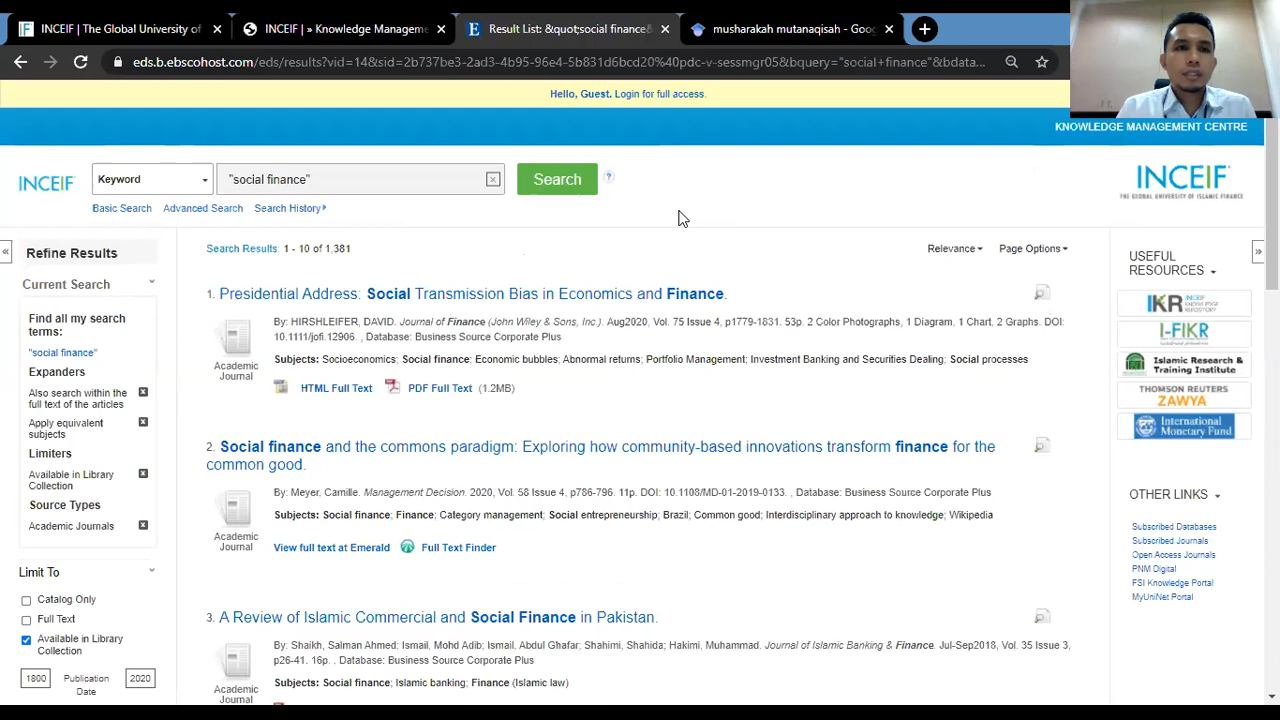 INCEIF | The Global University of
INCEIF | » Knowledge Manageme
Result List: &quot;social finance&
musharakah mutanaqisah - Goo
eds.b.ebscohost.com/eds/results?vid=14&sid=2b737be3-2ad3-4b95-96e4-5b831d6bcd20%40pdc-v-sessmgr05&bquery="social+finance"&bdata...
Hello, Guest. Login for full access.
KNOWLEDGE MANAGEMENT CENTRE
INCEIF
Keyword
"social finance"
Search
?
INCEIF
THE GLOBAL UNIVERSITY OF ISLAMIC FINANCE
Basic Search
Advanced Search
Search History
Refine Results
Current Search
Find all my search
terms:
"social finance"
Expanders
Also search within the
full text of the articles
Apply equivalent
subjects
Limiters
Available in Library
Collection
Source Types
Academic Journals
Limit To
Catalog Only
Full Text
Available in Library
Collection
1800
Publication
Date
2020
Search Results: 1 - 10 of 1,381
Relevance
Page Options
1. Presidential Address: Social Transmission Bias in Economics and Finance.
By: HIRSHLEIFER, DAVID. Journal of Finance (John Wiley & Sons, Inc.). Aug2020, Vol. 75 Issue 4, p1779-1831. 53p. 2 Color Photographs, 1 Diagram, 1 Chart, 2 Graphs. DOI:
10.1111/jofi.12906. , Database: Business Source Corporate Plus
Academic
Journal
Subjects: Socioeconomics; Social finance; Economic bubbles; Abnormal returns; Portfolio Management; Investment Banking and Securities Dealing; Social processes
HTML Full Text
PDF Full Text (1.2MB)
2. Social finance and the commons paradigm: Exploring how community-based innovations transform finance for the
common good.
By: Meyer, Camille. Management Decision. 2020, Vol. 58 Issue 4, p786-796. 11p. DOI: 10.1108/MD-01-2019-0133. , Database: Business Source Corporate Plus
Subjects: Social finance; Finance; Category management; Social entrepreneurship; Brazil; Common good; Interdisciplinary approach to knowledge; Wikipedia
Academic
Journal
View full text at Emerald
Full Text Finder
3. A Review of Islamic Commercial and Social Finance in Pakistan.
By: Shaikh, Salman Ahmed; Ismail, Mohd Adib; Ismail, Abdul Ghafar; Shahimi, Shahida; Hakimi, Muhammad. Journal of Islamic Banking & Finance. Jul-Sep2018, Vol. 35 Issue 3,
p26-41. 16p. , Database: Business Source Corporate Plus
Subjects: Social finance; Islamic banking; Finance (Islamic law)
Academic
Journal
USEFUL
RESOURCES
IKR INCEIF KNOWLEDGE REPOSITORY
I-FIKR
Islamic Research &
Training Institute
THOMSON REUTERS
ZAWYA
International
Monetary Fund
OTHER LINKS
Subscribed Databases
Subscribed Journals
Open Access Journals
PNM Digital
FSI Knowledge Portal
MyUniNet Portal